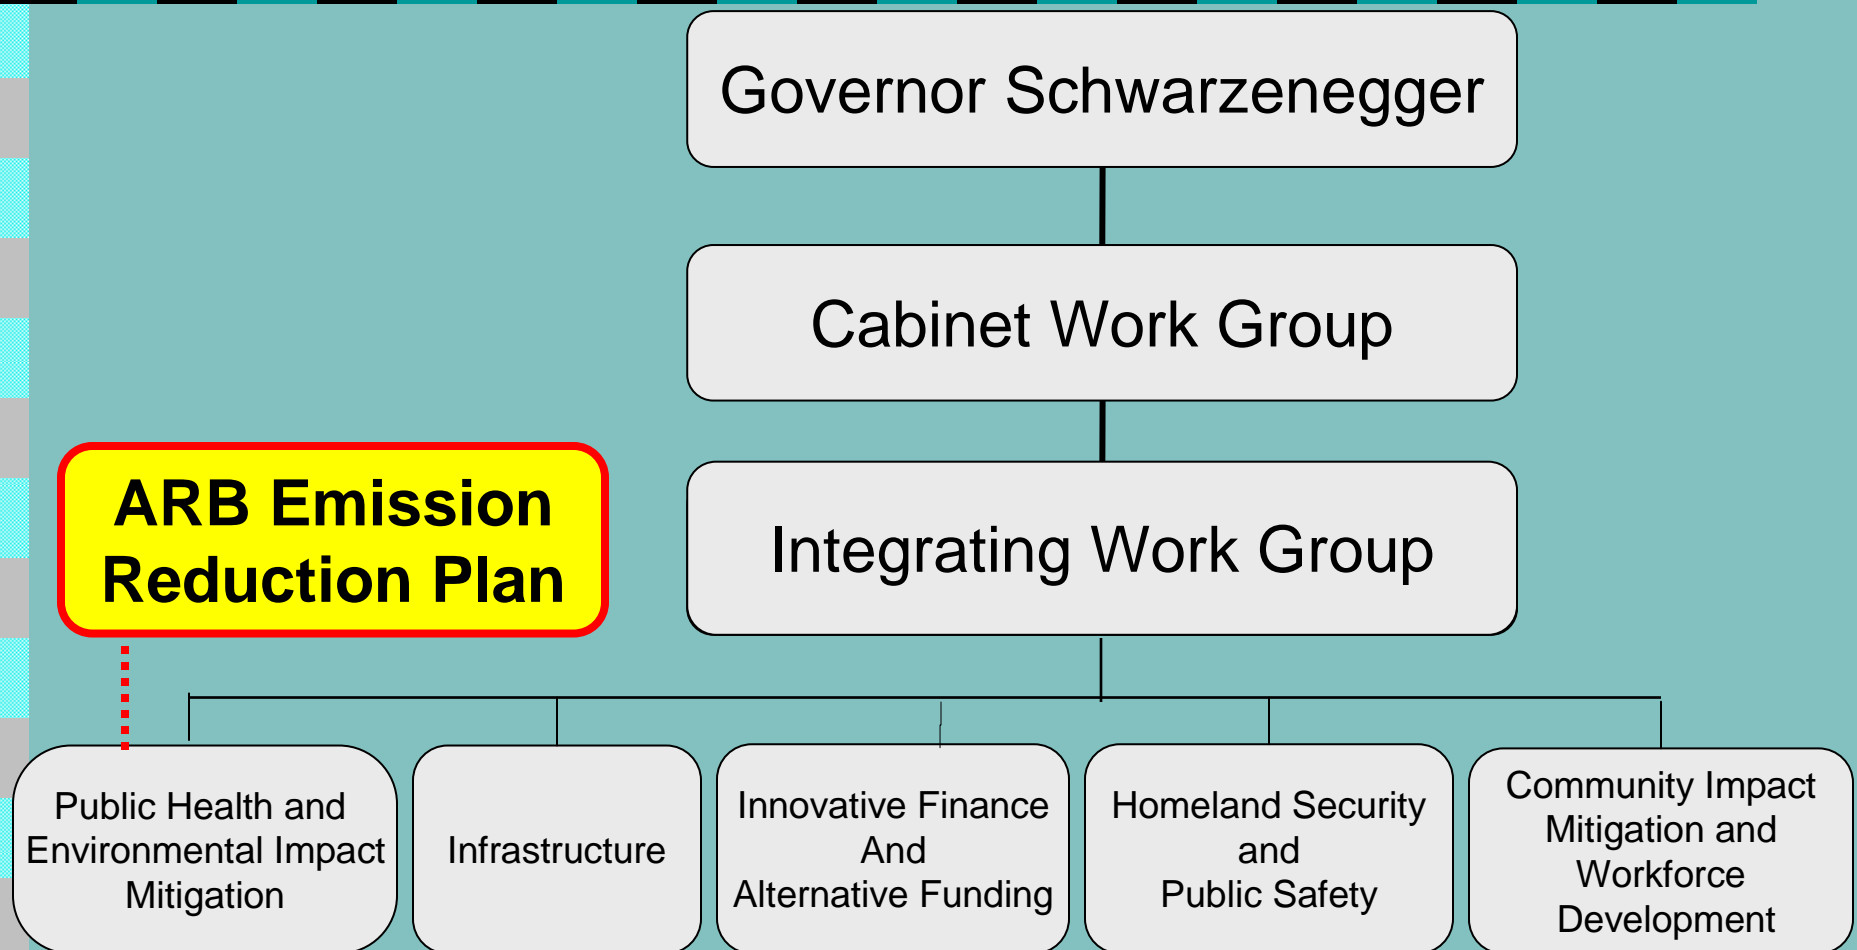 Governor Schwarzenegger
Cabinet Work Group
ARB Emission
Reduction Plan
Integrating Work Group
Public Health and
Environmental Impact
Mitigation
Infrastructure
Innovative Finance
And
Alternative Funding
Homeland Security
and
Public Safety
Community Impact
Mitigation and
Workforce
Development